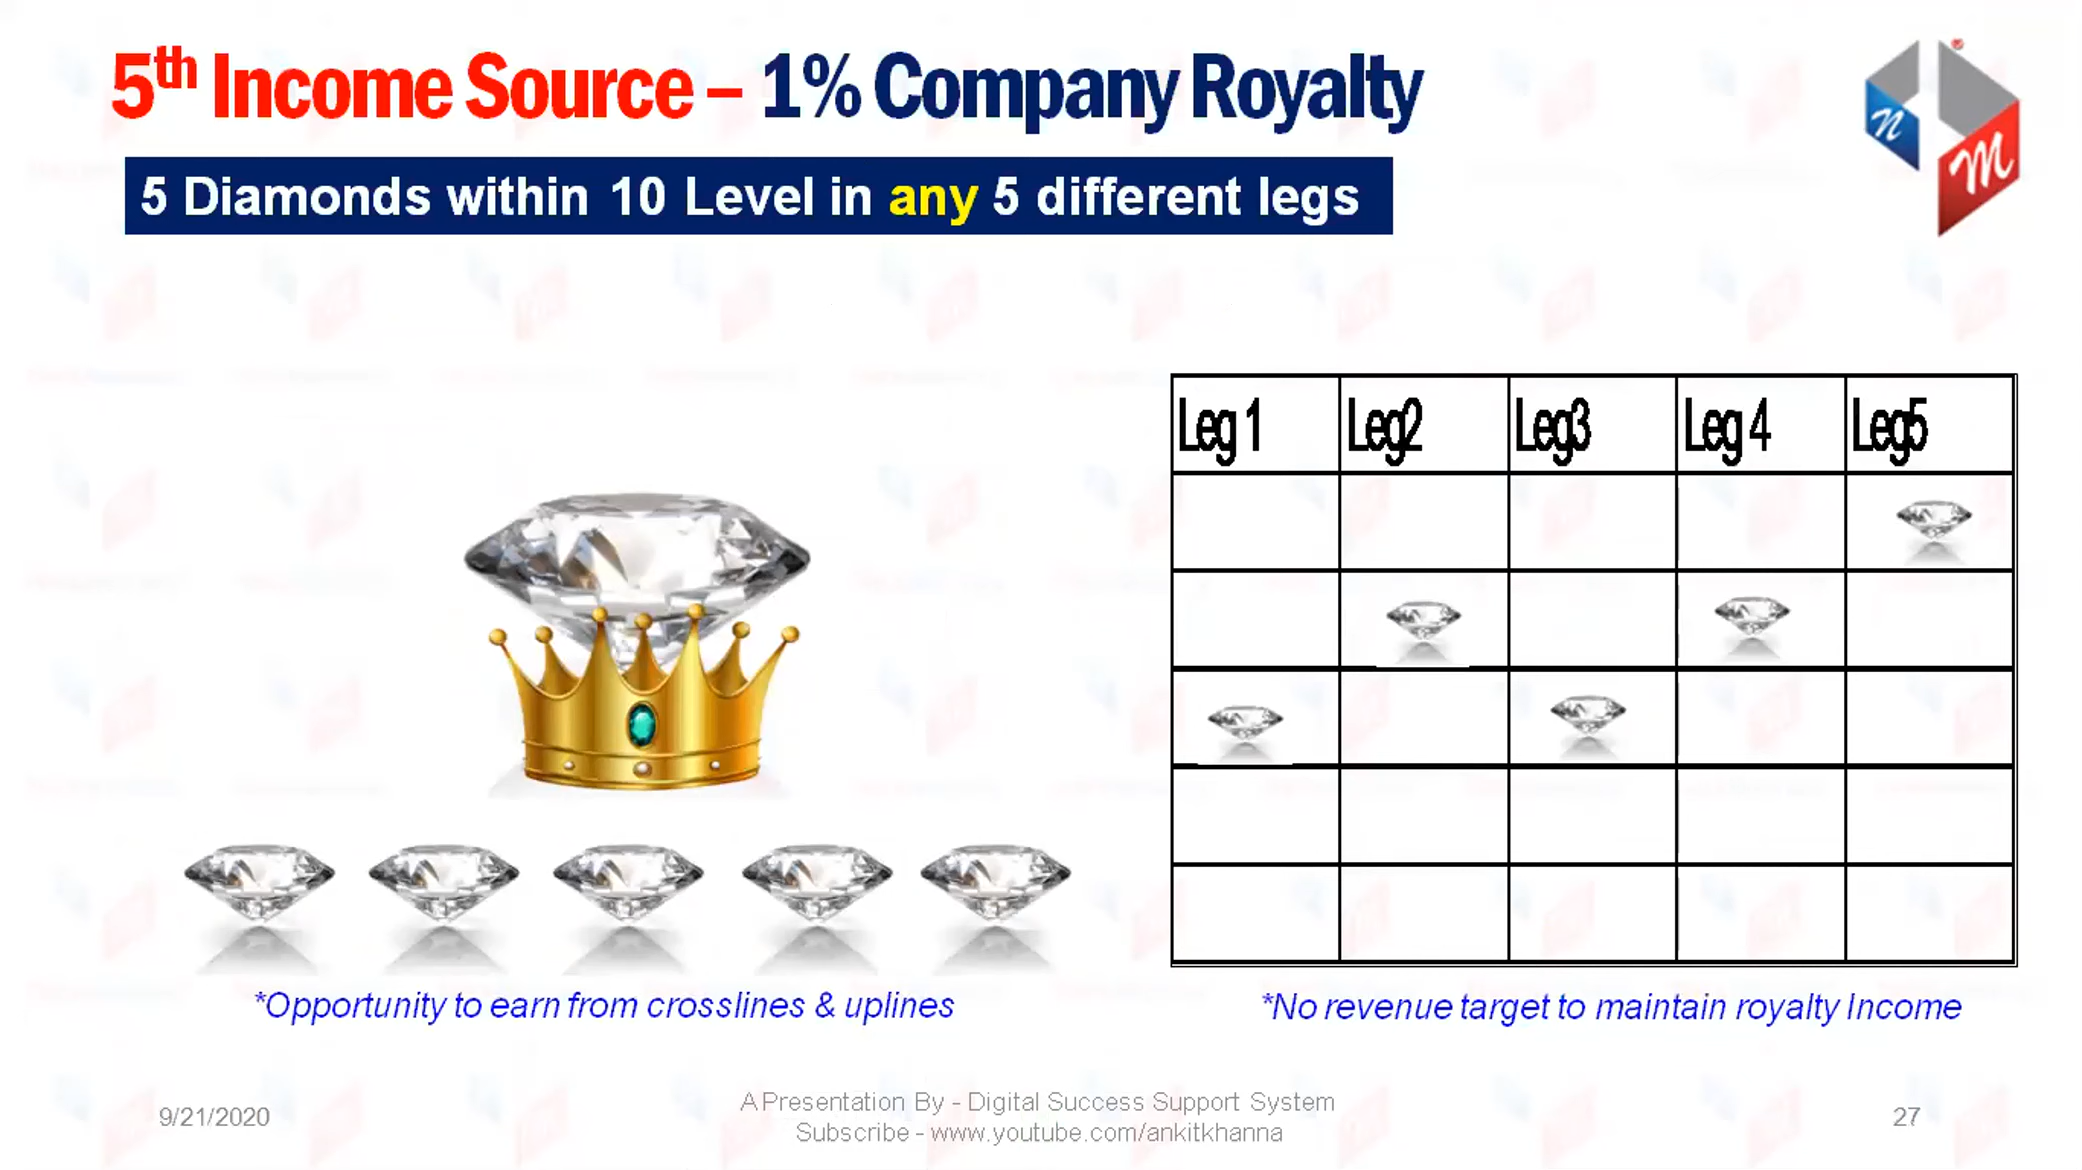 5th Income Source – 1% Company Royalty
5 Diamonds within 10 Level in any 5 different legs
n
M
Leg 1 Leg2 Leg3 Leg 4 Leg5
*Opportunity to earn from crosslines & uplines
*No revenue target to maintain royalty Income
9/21/2020
A Presentation By - Digital Success Support System
Subscribe - www.youtube.com/ankitkhanna
27